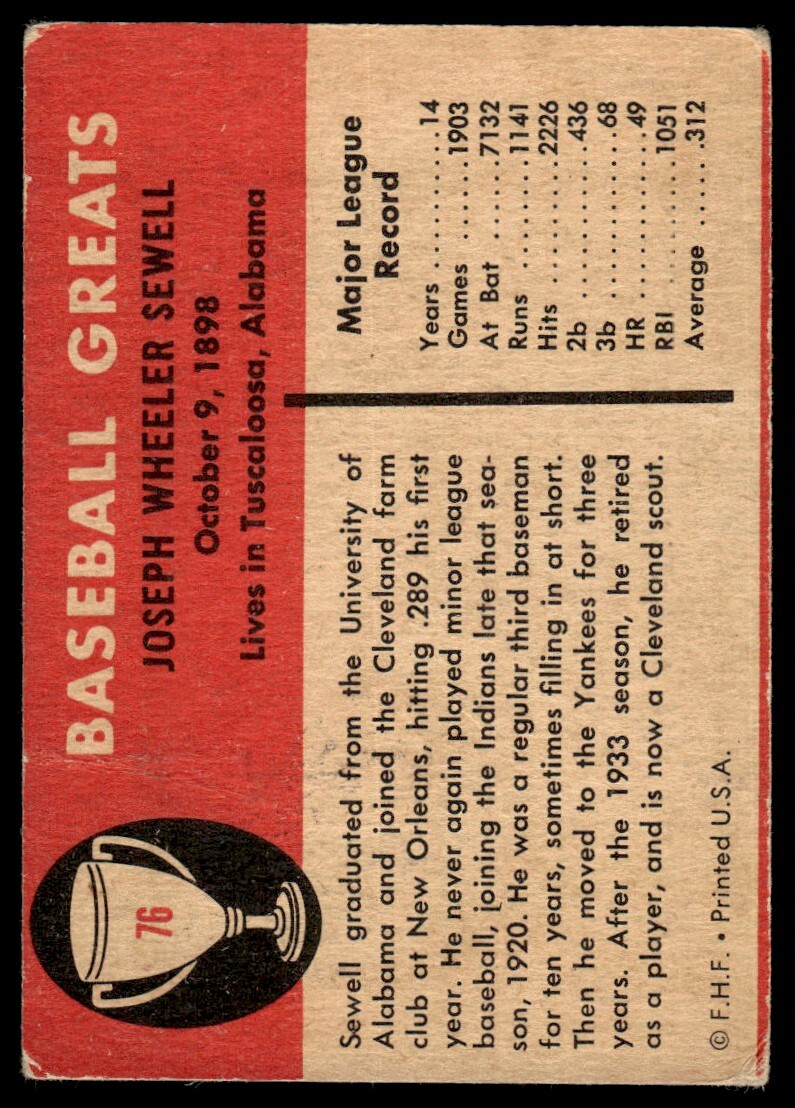 76
BASEBALL GREATS
JOSEPH WHEELER SEWELL
October 9, 1898
Lives in Tuscaloosa, Alabama
Sewell graduated from the University of
Alabama and joined the Cleveland farm
club at New Orleans, hitting .289 his first
year. He never again played minor league
baseball, joining the Indians late that sea-
son, 1920. He was a regular third baseman
for ten years, sometimes filling in at short.
Then he moved to the Yankees for three
years. After the 1933 season, he retired
as a player, and is now a Cleveland scout.
© F.H.F. • Printed U.S.A.
Major League
Record
Years ............14
Games .......1903
At Bat ......7132
Runs .........1141
Hits ..........2226
2b ............436
3b .............68
HR .............49
RBI .........1051
Average ......312